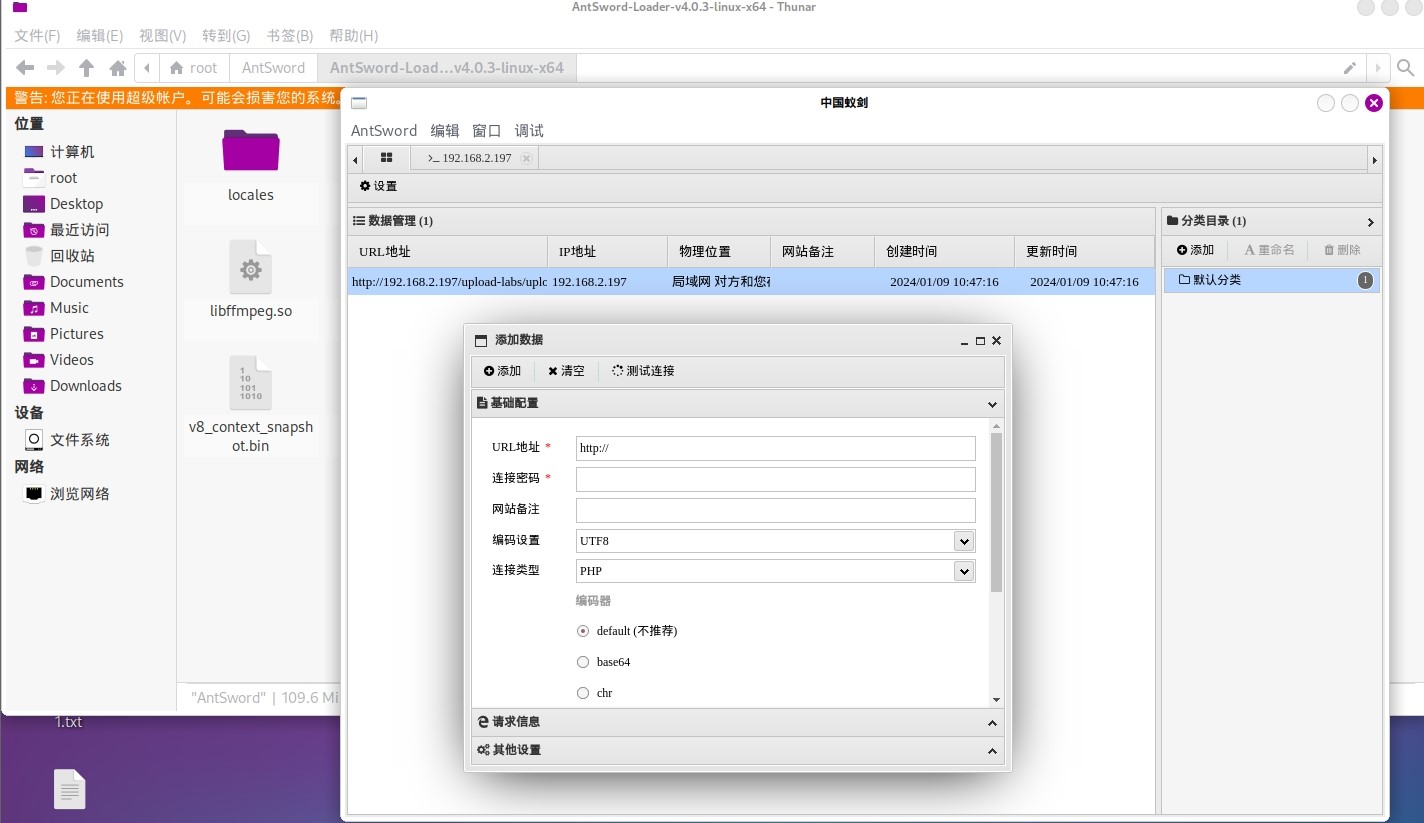 AntSword-Loader-v4.0.3-linux-x64 - Thunar
文件(F) 编辑(E) 视图(V) 转到(G) 书签(B) 帮助(H)
root AntSword AntSword-Load...v4.0.3-linux-x64
警告: 您正在使用超级帐户。可能会损害您的系统。
位置
计算机
root
Desktop
最近访问
回收站
Documents
Music
Pictures
Videos
Downloads
设备
文件系统
网络
浏览网络
locales
libffmpeg.so
1
10
101
1010
v8_context_snapsh
ot.bin
"AntSword" | 109.6 Mi
1.txt
中国蚁剑
AntSword 编辑 窗口 调试
>_ 192.168.2.197
设置
数据管理 (1)
URL地址 IP地址 物理位置 网站备注 创建时间 更新时间
http://192.168.2.197/upload-labs/uplo 192.168.2.197 局域网 对方和您 2024/01/09 10:47:16 2024/01/09 10:47:16
分类目录 (1)
添加 A 重命名 删除
默认分类 1
添加数据
添加 清空 测试连接
基础配置
URL地址 * http://
连接密码 *
网站备注
编码设置 UTF8
连接类型 PHP
编码器
default (不推荐)
base64
chr
请求信息
其他设置